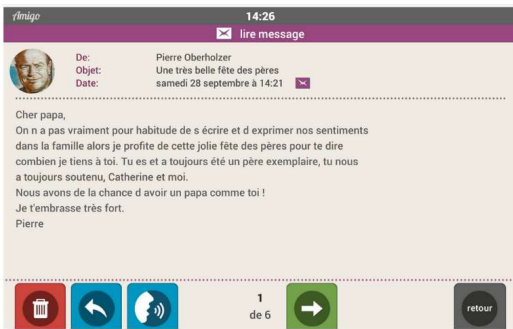 Amigo
14:26
lire message
De: Pierre Oberholzer
Objet: Une très belle fête des pères
Date: samedi 28 septembre à 14:21
Cher papa,
On n a pas vraiment pour habitude de s écrire et d exprimer nos sentiments
dans la famille alors je profite de cette jolie fête des pères pour te dire
combien je tiens à toi. Tu es et a toujours été un père exemplaire, tu nous
a toujours soutenu, Catherine et moi.
Nous avons de la chance d avoir un papa comme toi !
Je t'embrasse très fort.
Pierre
1
de 6
retour